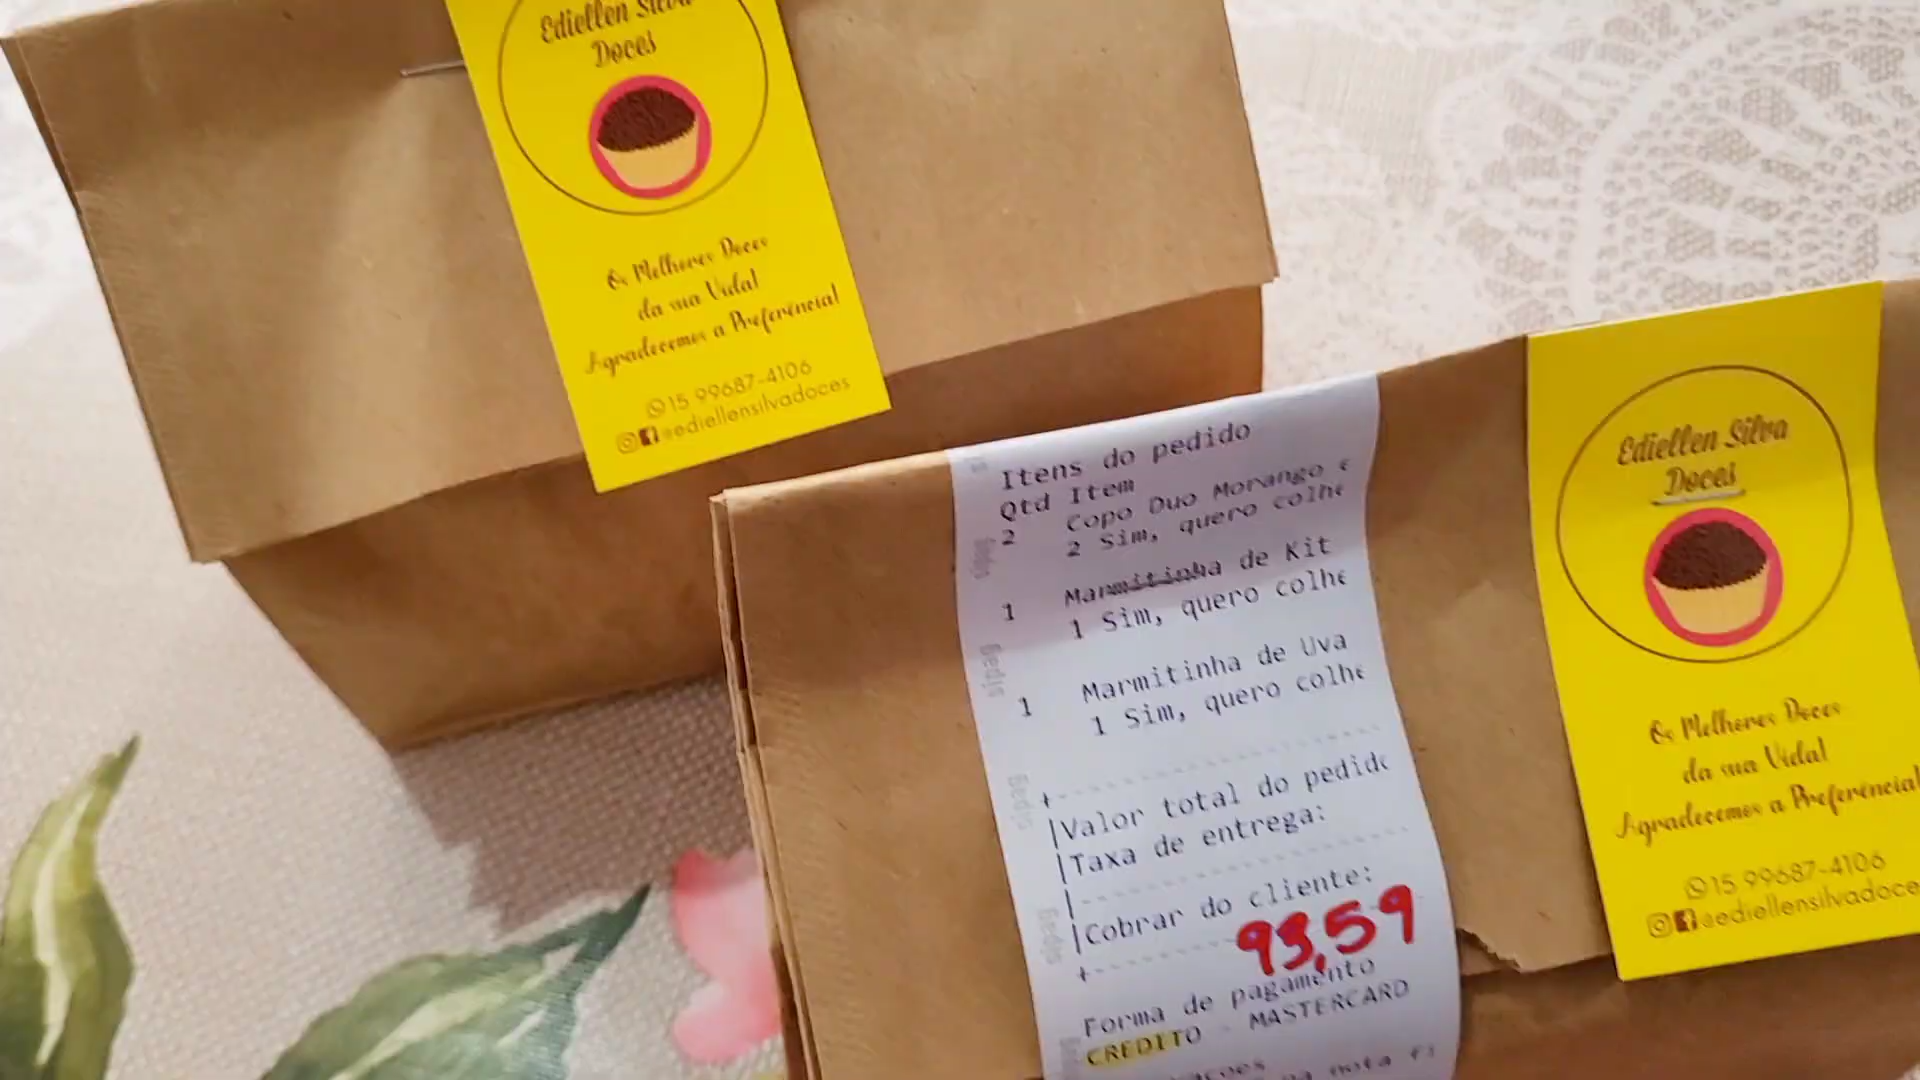 Ediellen Silva
Doces
Os Melhores Doces
da sua Vida!
Agradecemos a Preferência!
15 99687-4106
@ediellensilvadoces
Itens do pedido
Qtd Item
2 Copo Duo Morango e
2 Sim, quero colhe
1 Marmitinha de Kit
1 Sim, quero colhe
1 Marmitinha de Uva
1 Sim, quero colhe
+--------------------
|Valor total do pedido
|Taxa de entrega:
|--------------------
|Cobrar do cliente:
93,59
+--------------------
Forma de pagamento
CREDITO - MASTERCARD
Ediellen Silva
Doces
Os Melhores Doces
da sua Vida!
Agradecemos a Preferência!
15 99687-4106
@ediellensilvadoces